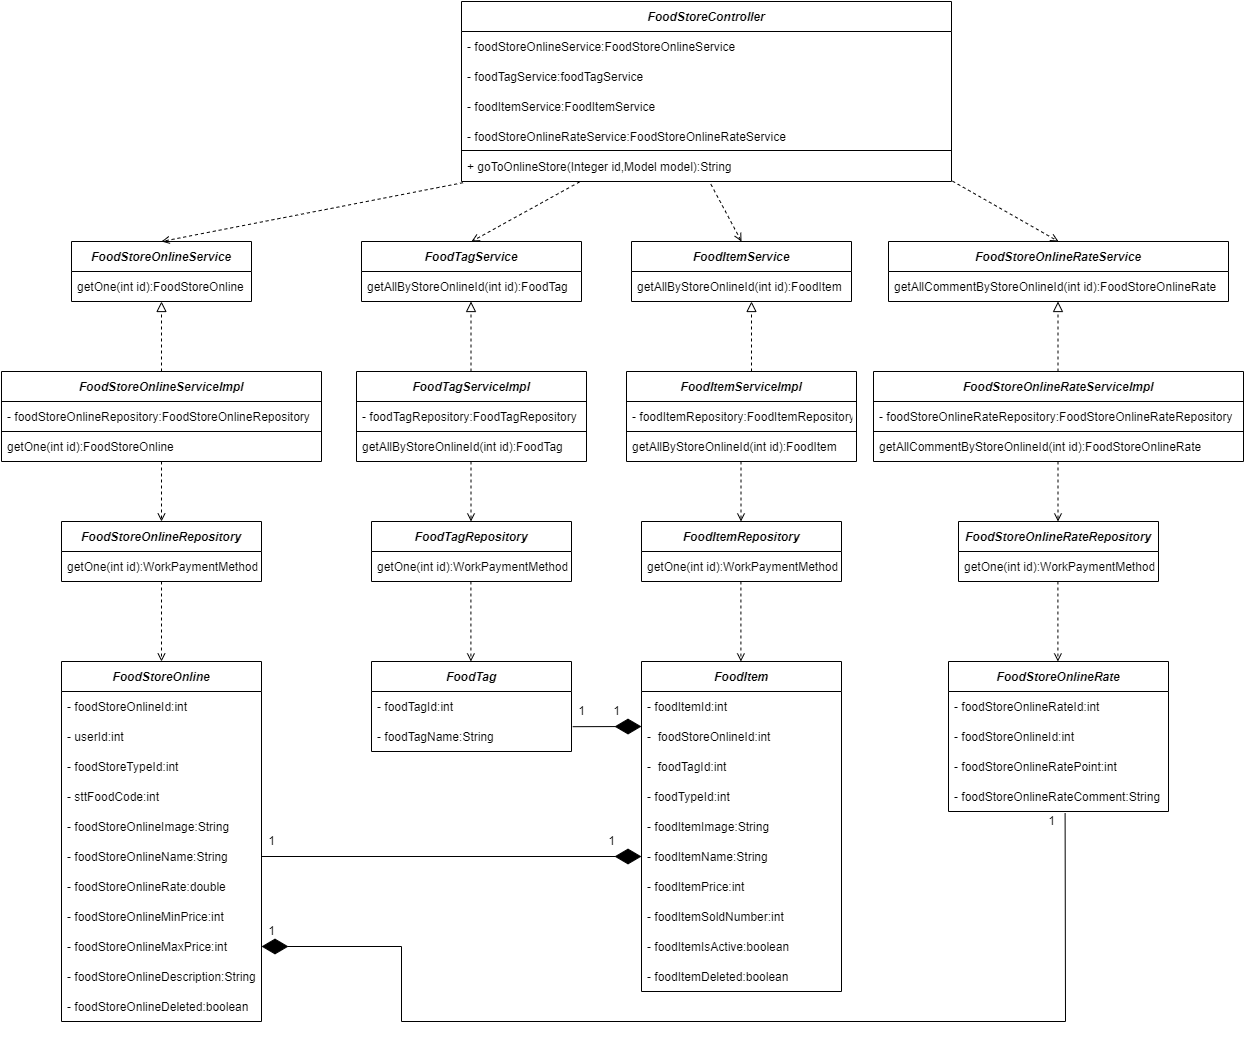 FoodStoreController
- foodStoreOnlineService:FoodStoreOnlineService
- foodTagService:foodTagService
- foodItemService:FoodItemService
- foodStoreOnlineRateService:FoodStoreOnlineRateService
+ goToOnlineStore(Integer id,Model model):String
FoodStoreOnlineService
getOne(int id):FoodStoreOnline
FoodTagService
getAllByStoreOnlineId(int id):FoodTag
FoodItemService
getAllByStoreOnlineId(int id):FoodItem
FoodStoreOnlineRateService
getAllCommentByStoreOnlineId(int id):FoodStoreOnlineRate
FoodStoreOnlineServiceImpl
- foodStoreOnlineRepository:FoodStoreOnlineRepository
getOne(int id):FoodStoreOnline
FoodTagServiceImpl
- foodTagRepository:FoodTagRepository
getAllByStoreOnlineId(int id):FoodTag
FoodItemServiceImpl
- foodItemRepository:FoodItemRepository
getAllByStoreOnlineId(int id):FoodItem
FoodStoreOnlineRateServiceImpl
- foodStoreOnlineRateRepository:FoodStoreOnlineRateRepository
getAllCommentByStoreOnlineId(int id):FoodStoreOnlineRate
FoodStoreOnlineRepository
getOne(int id):WorkPaymentMethod
FoodTagRepository
getOne(int id):WorkPaymentMethod
FoodItemRepository
getOne(int id):WorkPaymentMethod
FoodStoreOnlineRateRepository
getOne(int id):WorkPaymentMethod
FoodStoreOnline
- foodStoreOnlineId:int
- userId:int
- foodStoreTypeId:int
- sttFoodCode:int
- foodStoreOnlineImage:String
- foodStoreOnlineName:String
- foodStoreOnlineRate:double
- foodStoreOnlineMinPrice:int
- foodStoreOnlineMaxPrice:int
- foodStoreOnlineDescription:String
- foodStoreOnlineDeleted:boolean
1
1
FoodTag
- foodTagId:int
- foodTagName:String
1
1
1
FoodItem
- foodItemId:int
- foodStoreOnlineId:int
- foodTagId:int
- foodTypeId:int
- foodItemImage:String
- foodItemName:String
- foodItemPrice:int
- foodItemSoldNumber:int
- foodItemIsActive:boolean
- foodItemDeleted:boolean
FoodStoreOnlineRate
- foodStoreOnlineRateId:int
- foodStoreOnlineId:int
- foodStoreOnlineRatePoint:int
- foodStoreOnlineRateComment:String
1